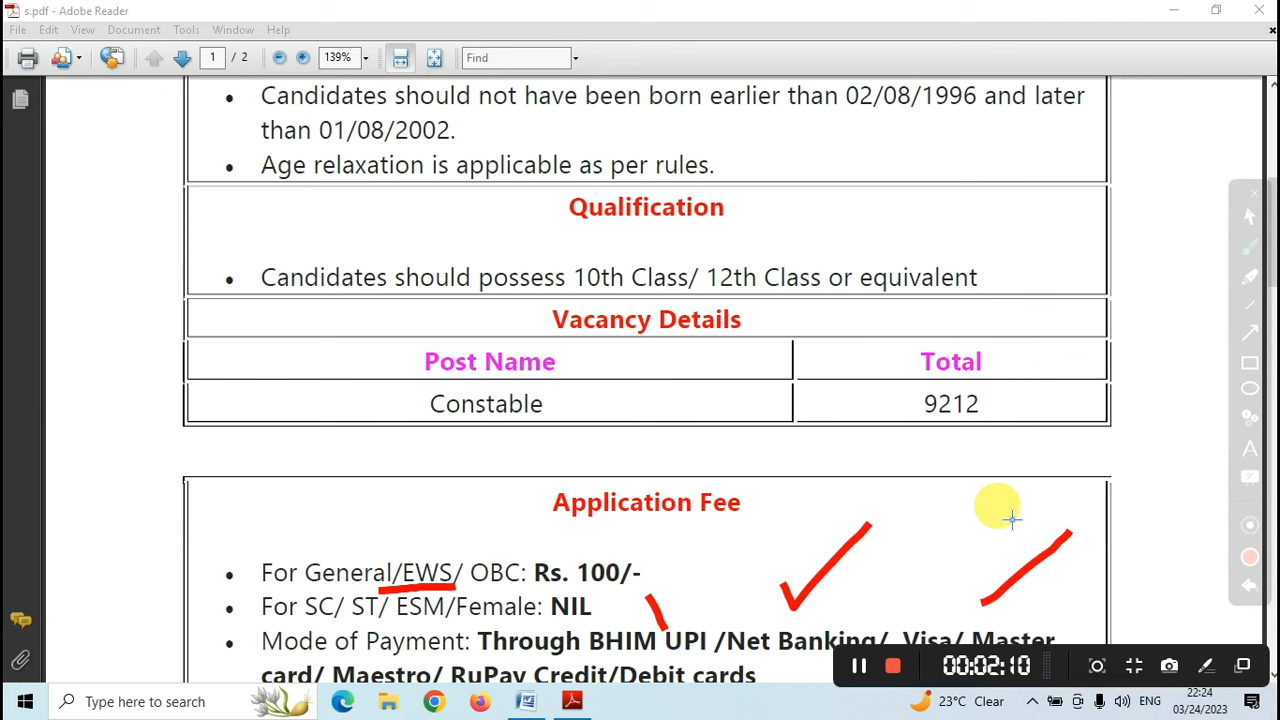 s.pdf - Adobe Reader
File Edit View Document Tools Window Help
1 / 2 139% Find
Candidates should not have been born earlier than 02/08/1996 and later
than 01/08/2002.
Age relaxation is applicable as per rules.
Qualification
Candidates should possess 10th Class/ 12th Class or equivalent
Vacancy Details
Post Name Total
Constable 9212
Application Fee
For General/EWS/ OBC: Rs. 100/-
For SC/ ST/ ESM/Female: NIL
Mode of Payment: Through BHIM UPI /Net Banking/ Visa/ Master
card/ Maestro/ RuPay Credit/Debit cards
00:02:10
Type here to search
23°C Clear ENG
22:24
03/24/2023